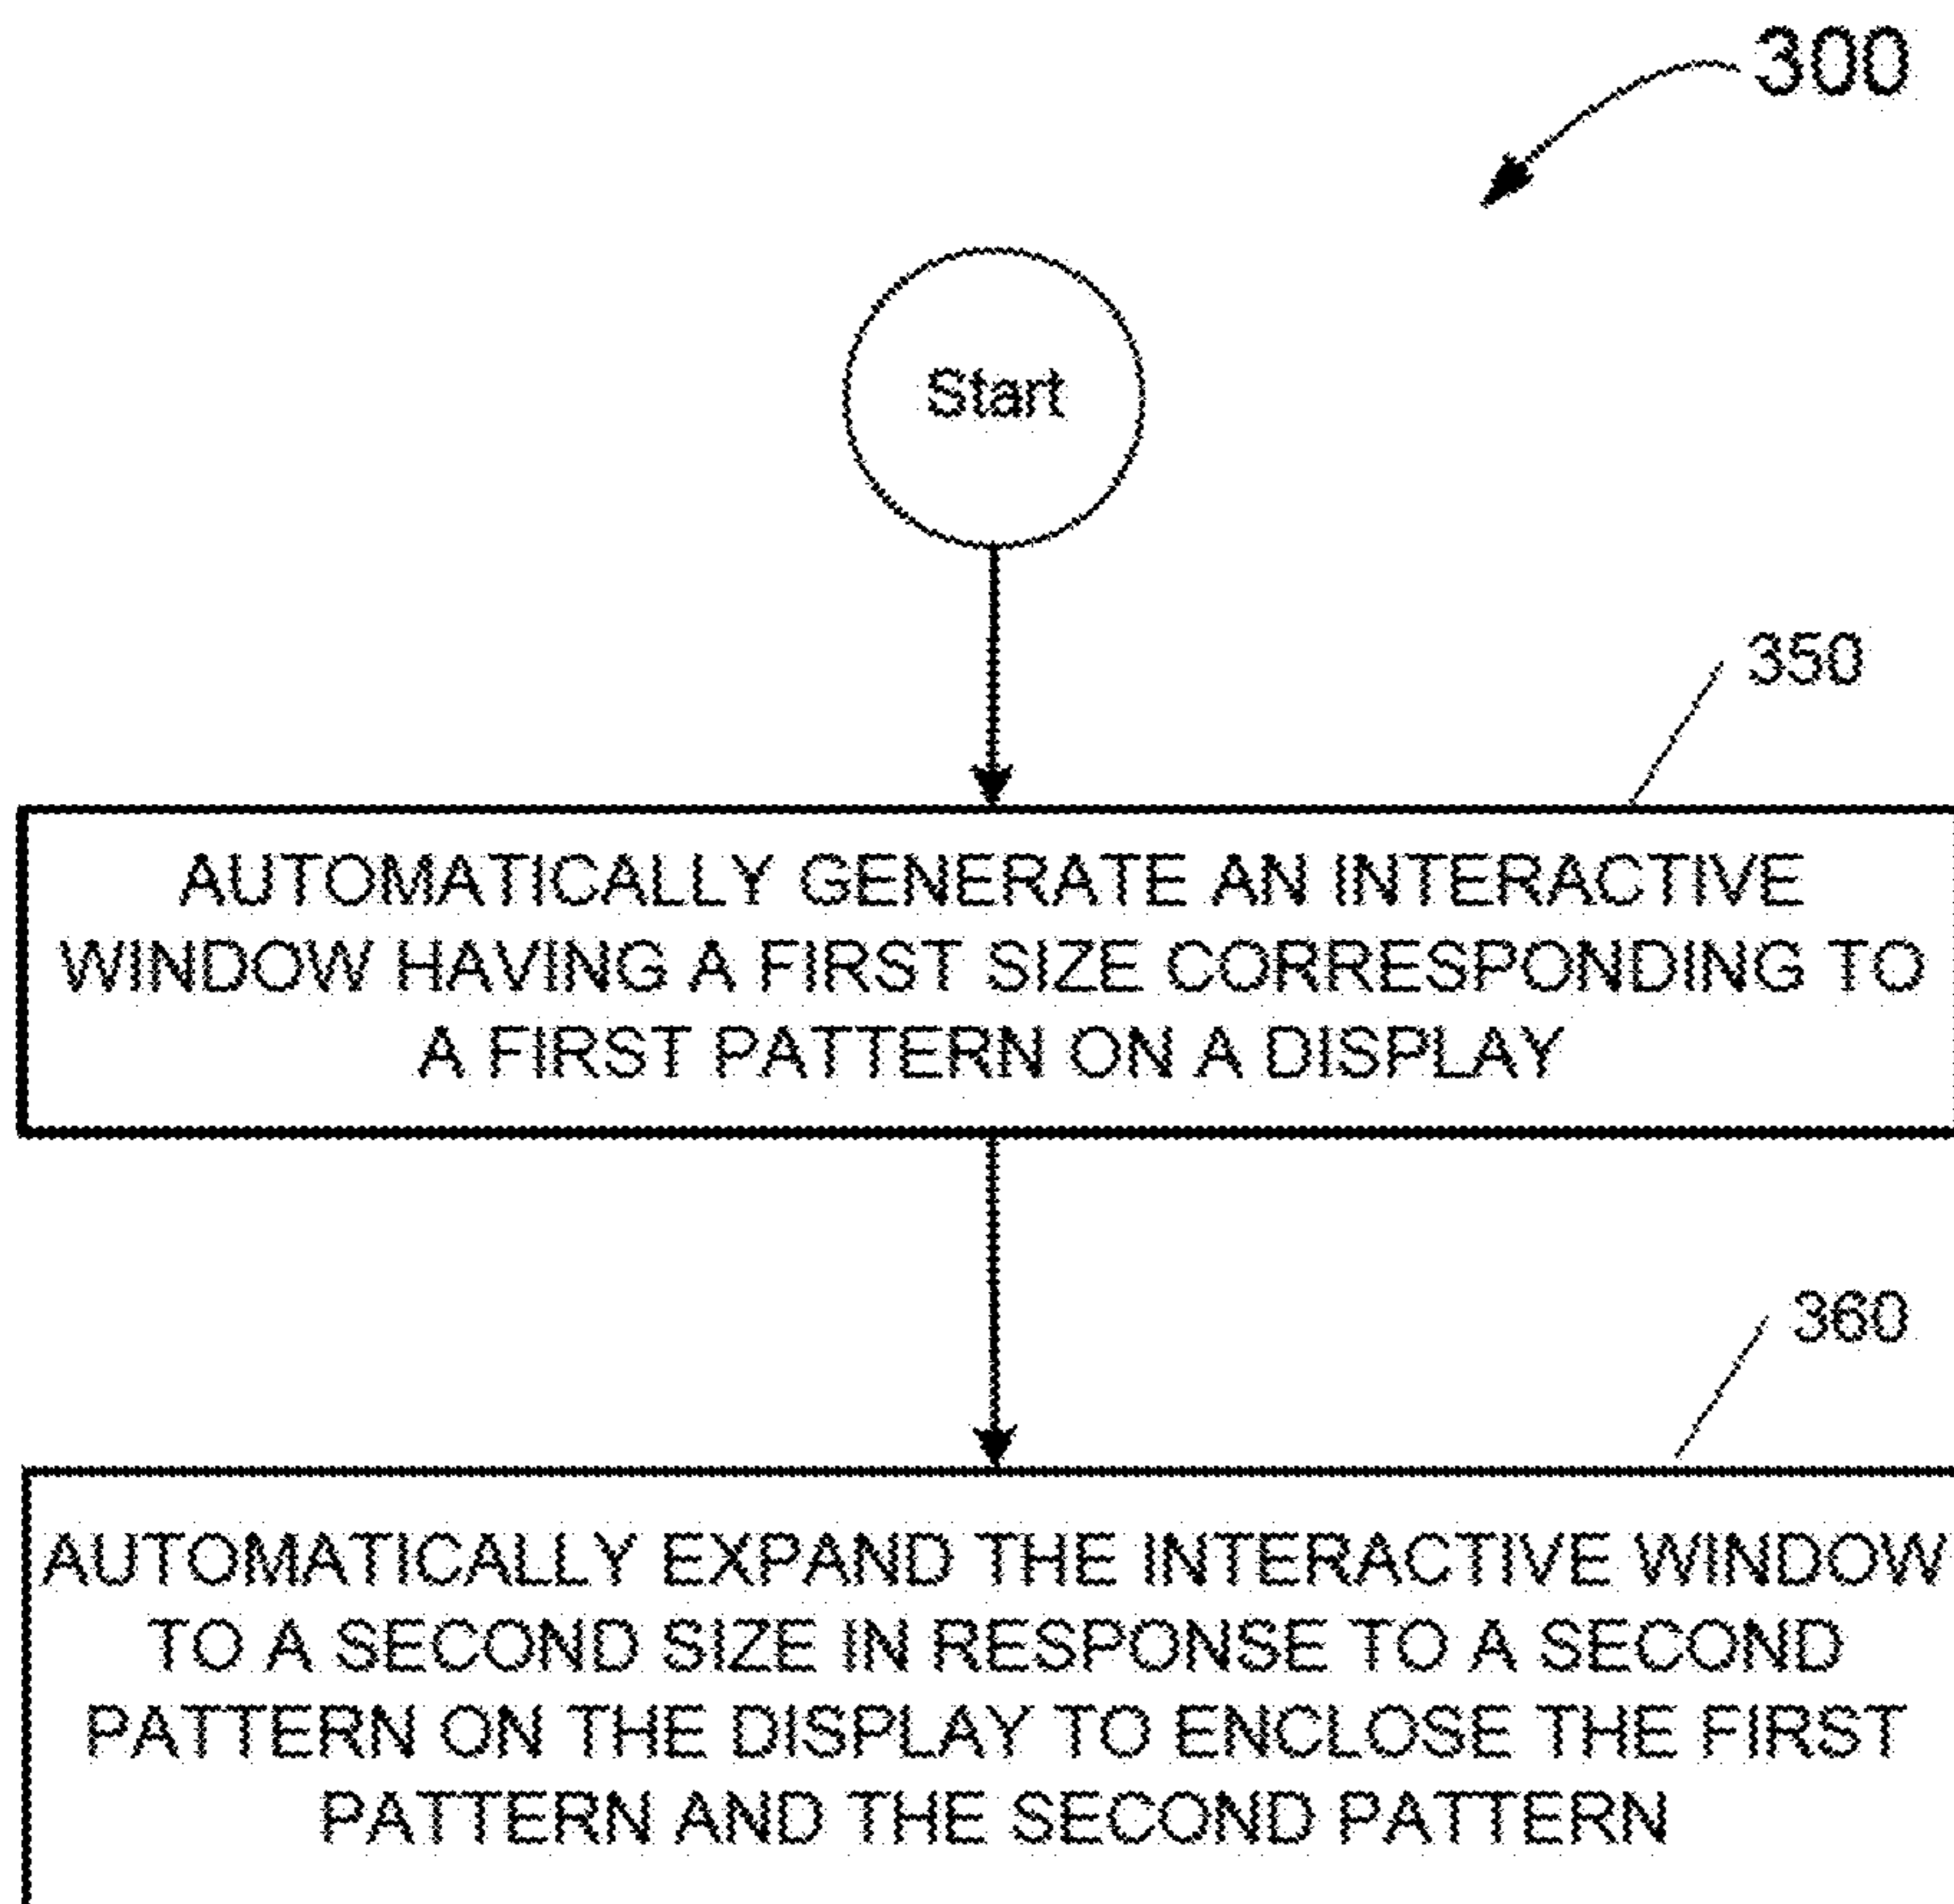 300
Start
350
AUTOMATICALLY GENERATE AN INTERACTIVE
WINDOW HAVING A FIRST SIZE CORRESPONDING TO
A FIRST PATTERN ON A DISPLAY
360
AUTOMATICALLY EXPAND THE INTERACTIVE WINDOW
TO A SECOND SIZE IN RESPONSE TO A SECOND
PATTERN ON THE DISPLAY TO ENCLOSE THE FIRST
PATTERN AND THE SECOND PATTERN